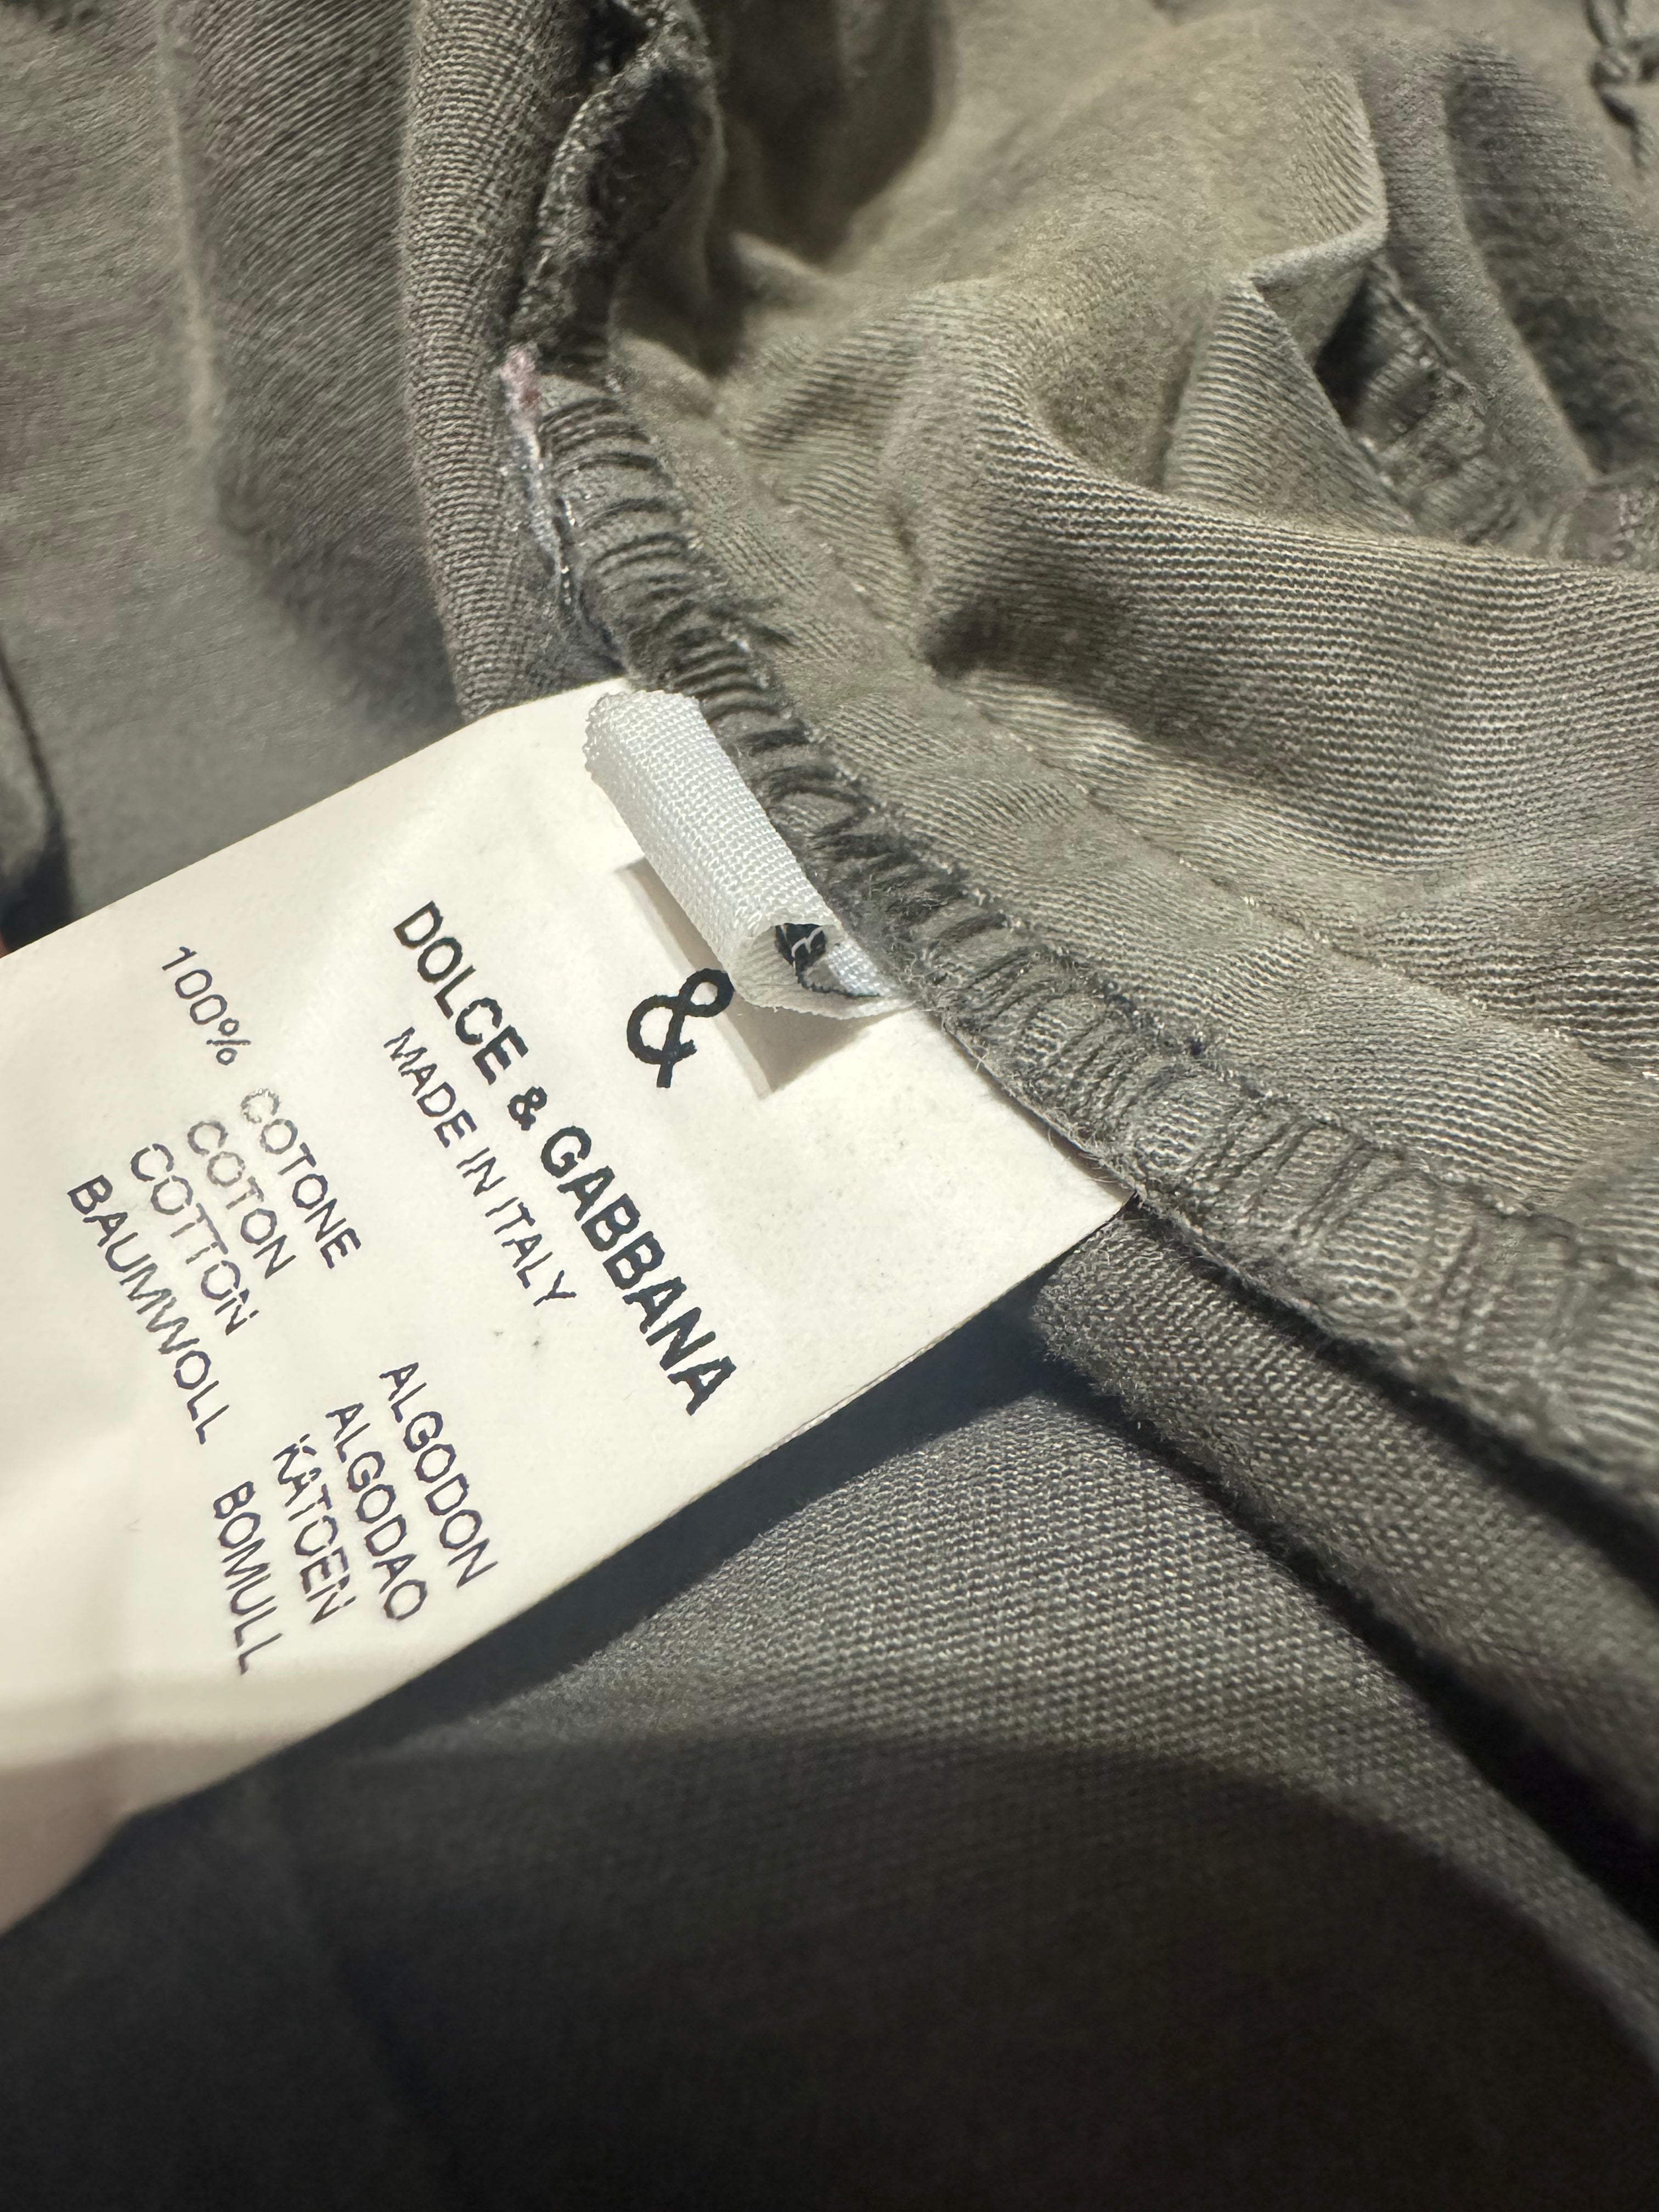 &
DOLCE & GABBANA
MADE IN ITALY
100% COTONE ALGODON
COTON ALGODAO
COTTON KATOEN
BAUMWOLL BOMULL